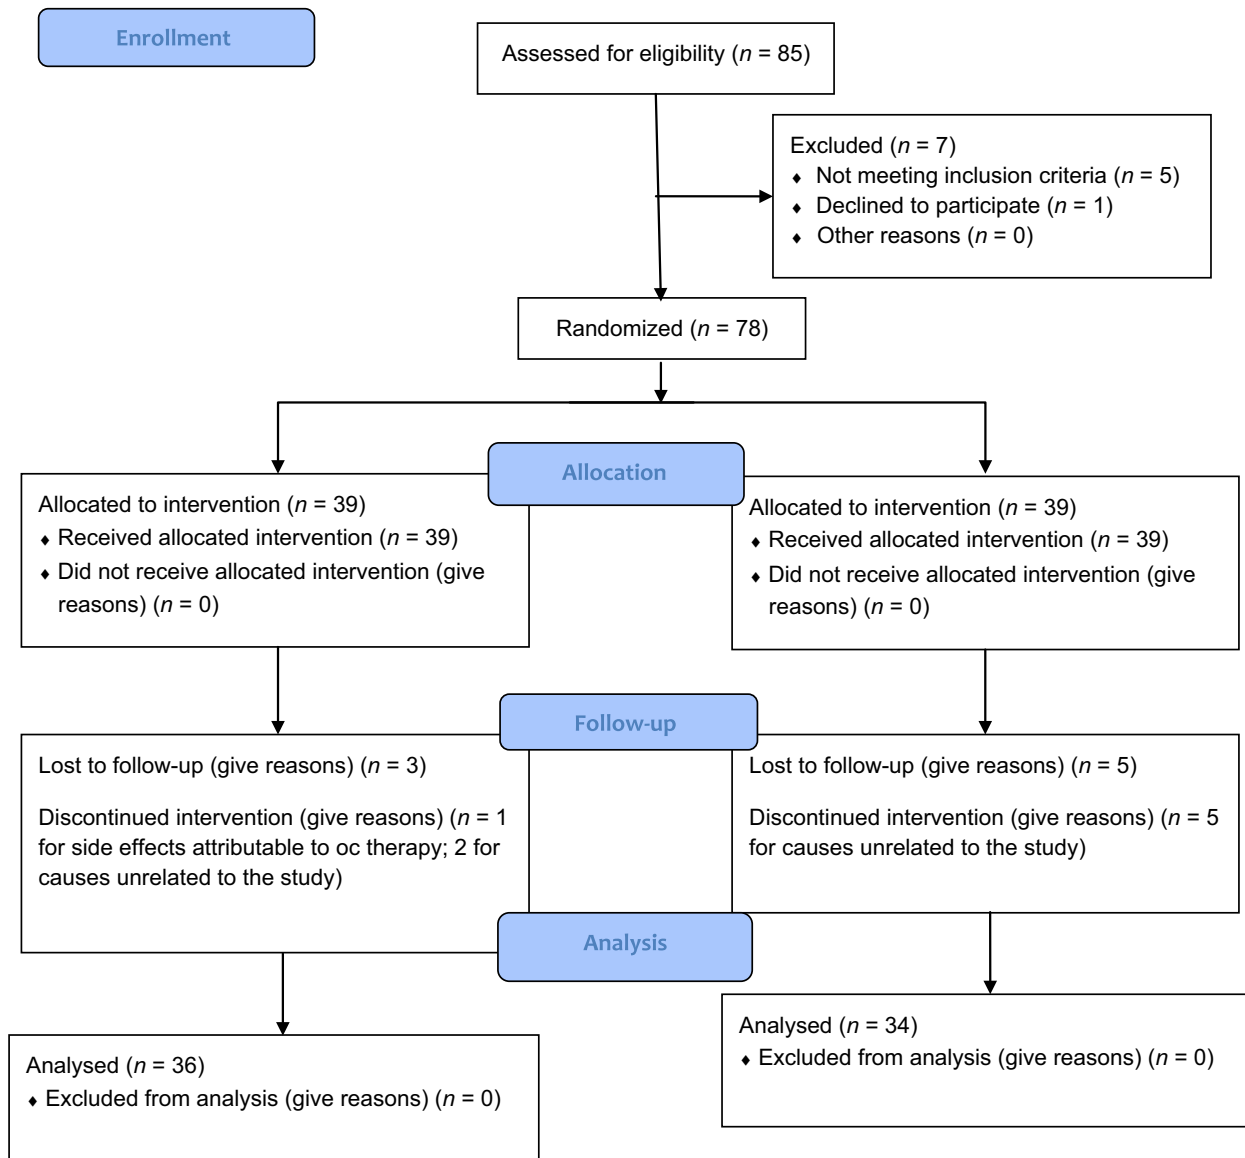 Enrollment
Assessed for eligibility (n = 85)
Excluded (n = 7)
♦ Not meeting inclusion criteria (n = 5)
♦ Declined to participate (n = 1)
♦ Other reasons (n = 0)
Randomized (n = 78)
Allocation
Allocated to intervention (n = 39)
♦ Received allocated intervention (n = 39)
♦ Did not receive allocated intervention (give
reasons) (n = 0)
Allocated to intervention (n = 39)
♦ Received allocated intervention (n = 39)
♦ Did not receive allocated intervention (give
reasons) (n = 0)
Follow-up
Lost to follow-up (give reasons) (n = 3)
Discontinued intervention (give reasons) (n = 1
for side effects attributable to oc therapy; 2 for
causes unrelated to the study)
Lost to follow-up (give reasons) (n = 5)
Discontinued intervention (give reasons) (n = 5
for causes unrelated to the study)
Analysis
Analysed (n = 36)
♦ Excluded from analysis (give reasons) (n = 0)
Analysed (n = 34)
♦ Excluded from analysis (give reasons) (n = 0)